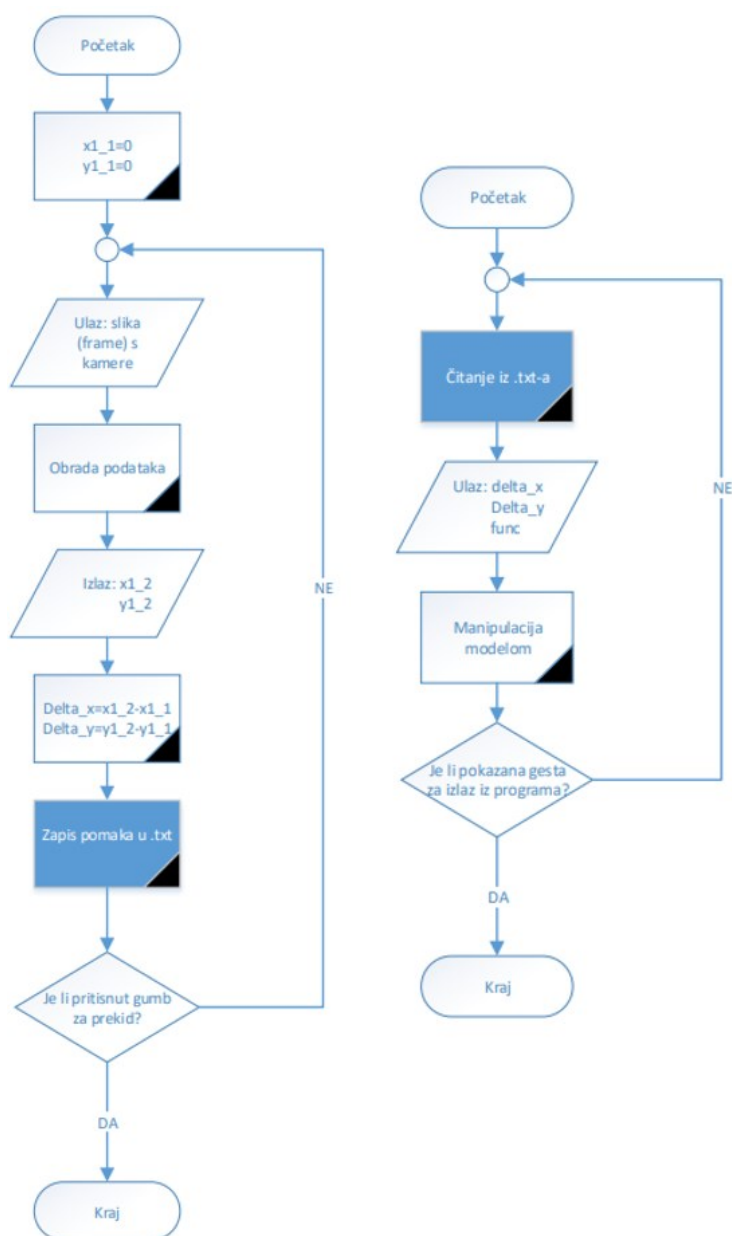 Početak
x1_1=0
y1_1=0
Ulaz: slika
(frame) s
kamere
Obrada podataka
Izlaz: x1_2
y1_2
NE
Delta_x=x1_2-x1_1
Delta_y=y1_2-y1_1
Zapis pomaka u .txt
Je li pritisnut gumb
za prekid?
DA
Kraj
Početak
Čitanje iz .txt-a
Ulaz: delta_x
Delta_y
func
NE
Manipulacija
modelom
Je li pokazana gesta
za izlaz iz programa?
DA
Kraj